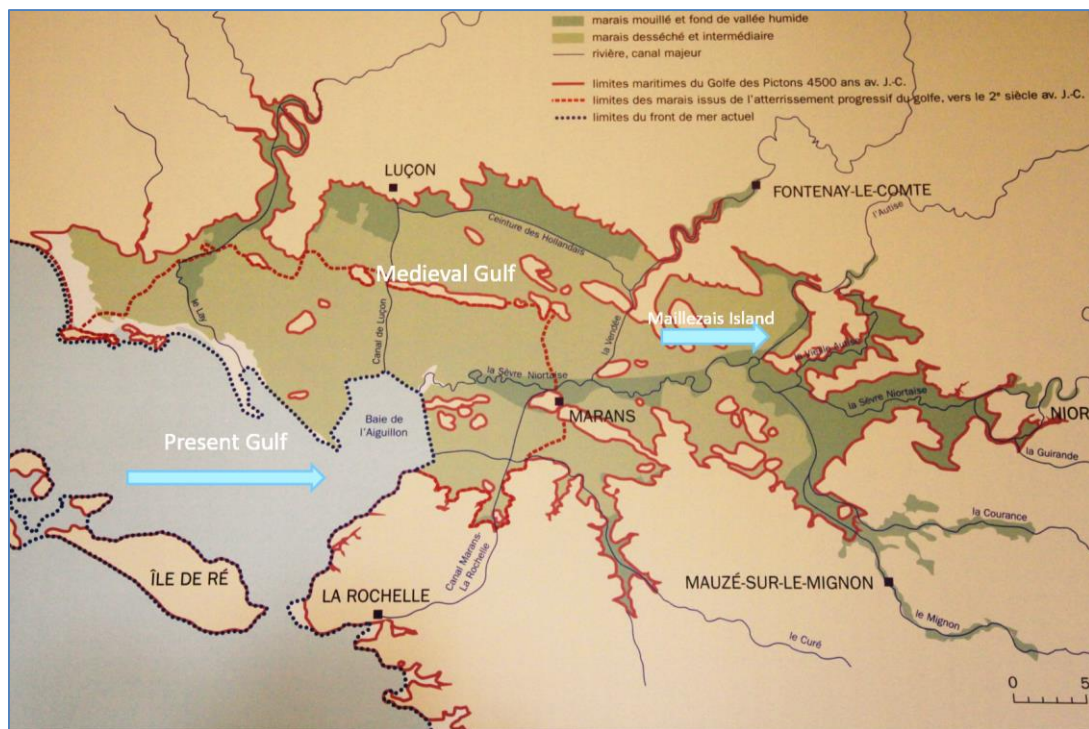 marais mouillé et fond de vallée humide
marais desséché et intermédiaire
rivière, canal majeur
limites maritimes du Golfe des Pictons 4500 ans av. J.-C.
limites des marais issus de l'atterrissement progressif du golfe, vers le 2e siècle av. J.-C.
limites du front de mer actuel
LUÇON
FONTENAY-LE-COMTE
l'Autise
Ceinture des Hollandais
Medieval Gulf
le Lay
Canal de Luçon
la Vendée
Maillezais Island
la Sèvre Niortaise
la Sèvre Niortaise
MARANS
NIOR
la Guirande
Baie de
l'Aiguillon
Present Gulf
la Courance
Canal Marans-
La Rochelle
ÎLE DE RÉ
LA ROCHELLE
MAUZÉ-SUR-LE-MIGNON
le Mignon
le Curé
0 5